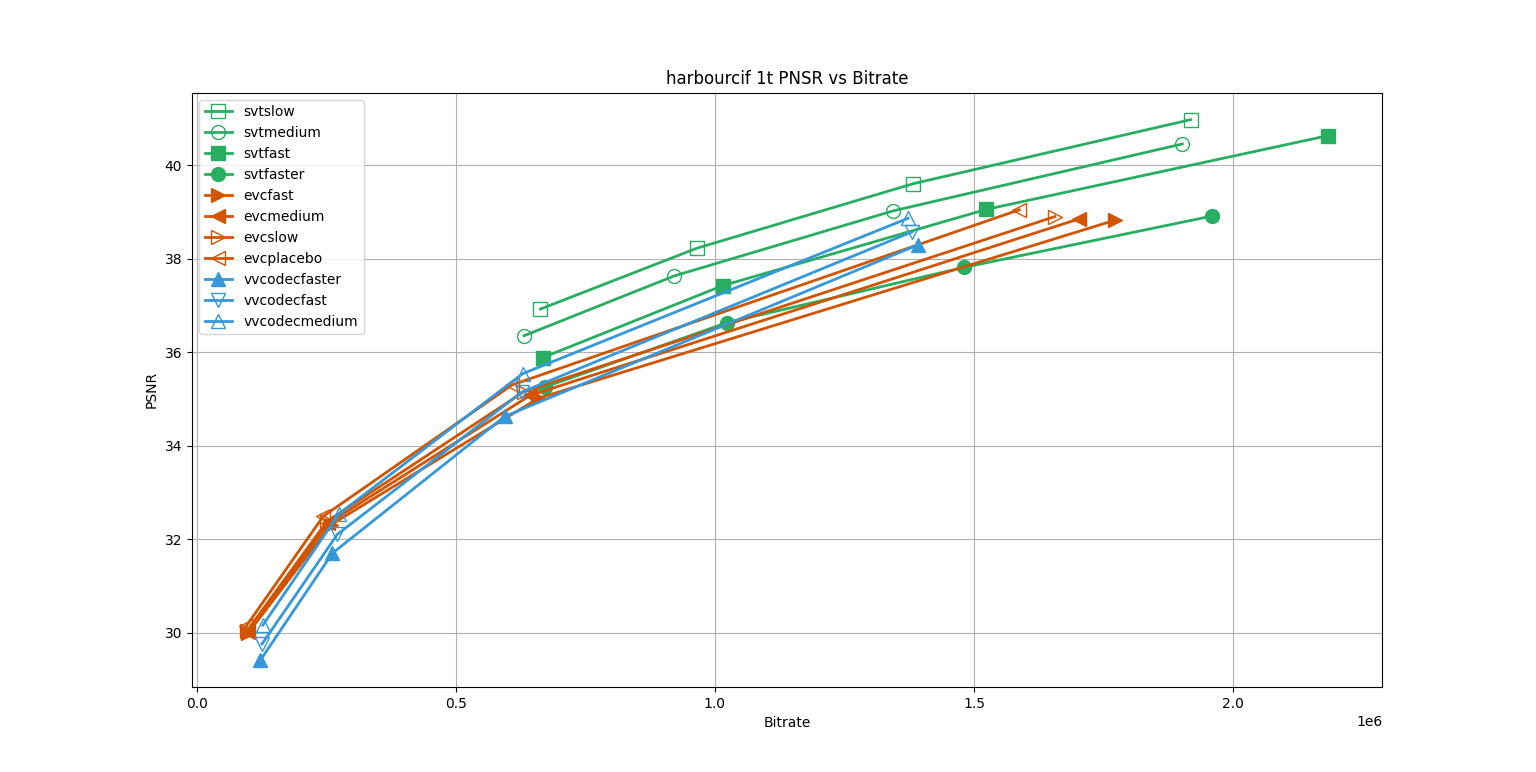 harbourcif 1t PNSR vs Bitrate
svtslow
svtmedium
svtfast
svtfaster
evcfast
evcmedium
evcslow
evcplacebo
vvcodecfaster
vvcodecfast
vvcodecmedium
PSNR
40
38
36
34
32
30
0.0 0.5 1.0 1.5 2.0
Bitrate
1e6